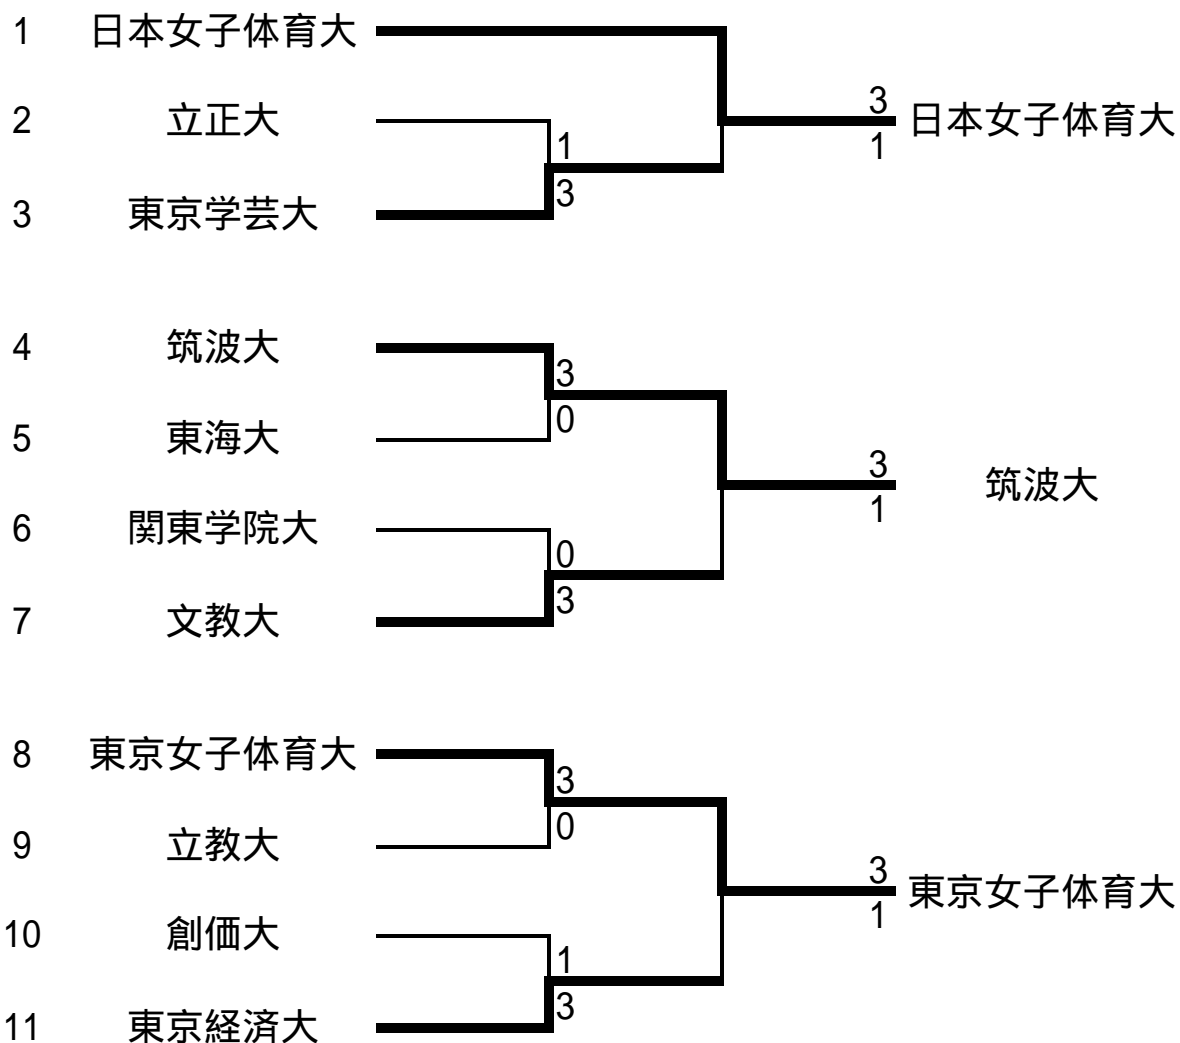 1 日本女子体育大
3
2 立正大
日本女子体育大
1
1
3
3 東京学芸大
4 筑波大
3
0
5 東海大
3
筑波大
1
6 関東学院大
0
3
7 文教大
8 東京女子体育大
3
0
9 立教大
3
東京女子体育大
1
10 創価大
1
3
11 東京経済大